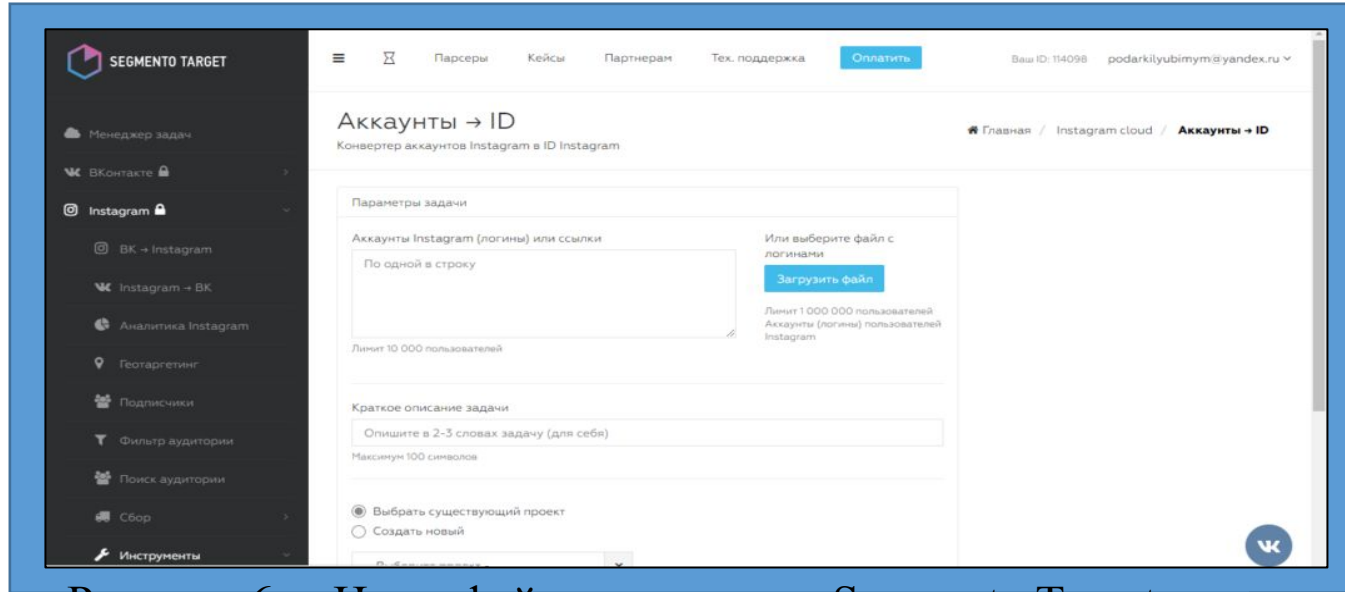 SEGMENTO TARGET
Парсеры Кейсы Партнерам Тех. поддержка Оплатить Ваш ID: 114098 podarkilyubimym@yandex.ru
Менеджер задач
ВКонтакте
Instagram
ВК → Instagram
Instagram → ВК
Аналитика Instagram
Геотаргетинг
Подписчики
Фильтр аудитории
Поиск аудитории
Сбор
Инструменты
Аккаунты → ID
Конвертер аккаунтов Instagram в ID Instagram
Главная / Instagram cloud / Аккаунты → ID
Параметры задачи
Аккаунты Instagram (логины) или ссылки
По одной в строку
Лимит 10 000 пользователей
Или выберите файл с
логинами
Загрузить файл
Лимит 1 000 000 пользователей
Аккаунты (логины) пользователей
Instagram
Краткое описание задачи
Опишите в 2-3 словах задачу (для себя)
Максимум 100 символов
Выбрать существующий проект
Создать новый